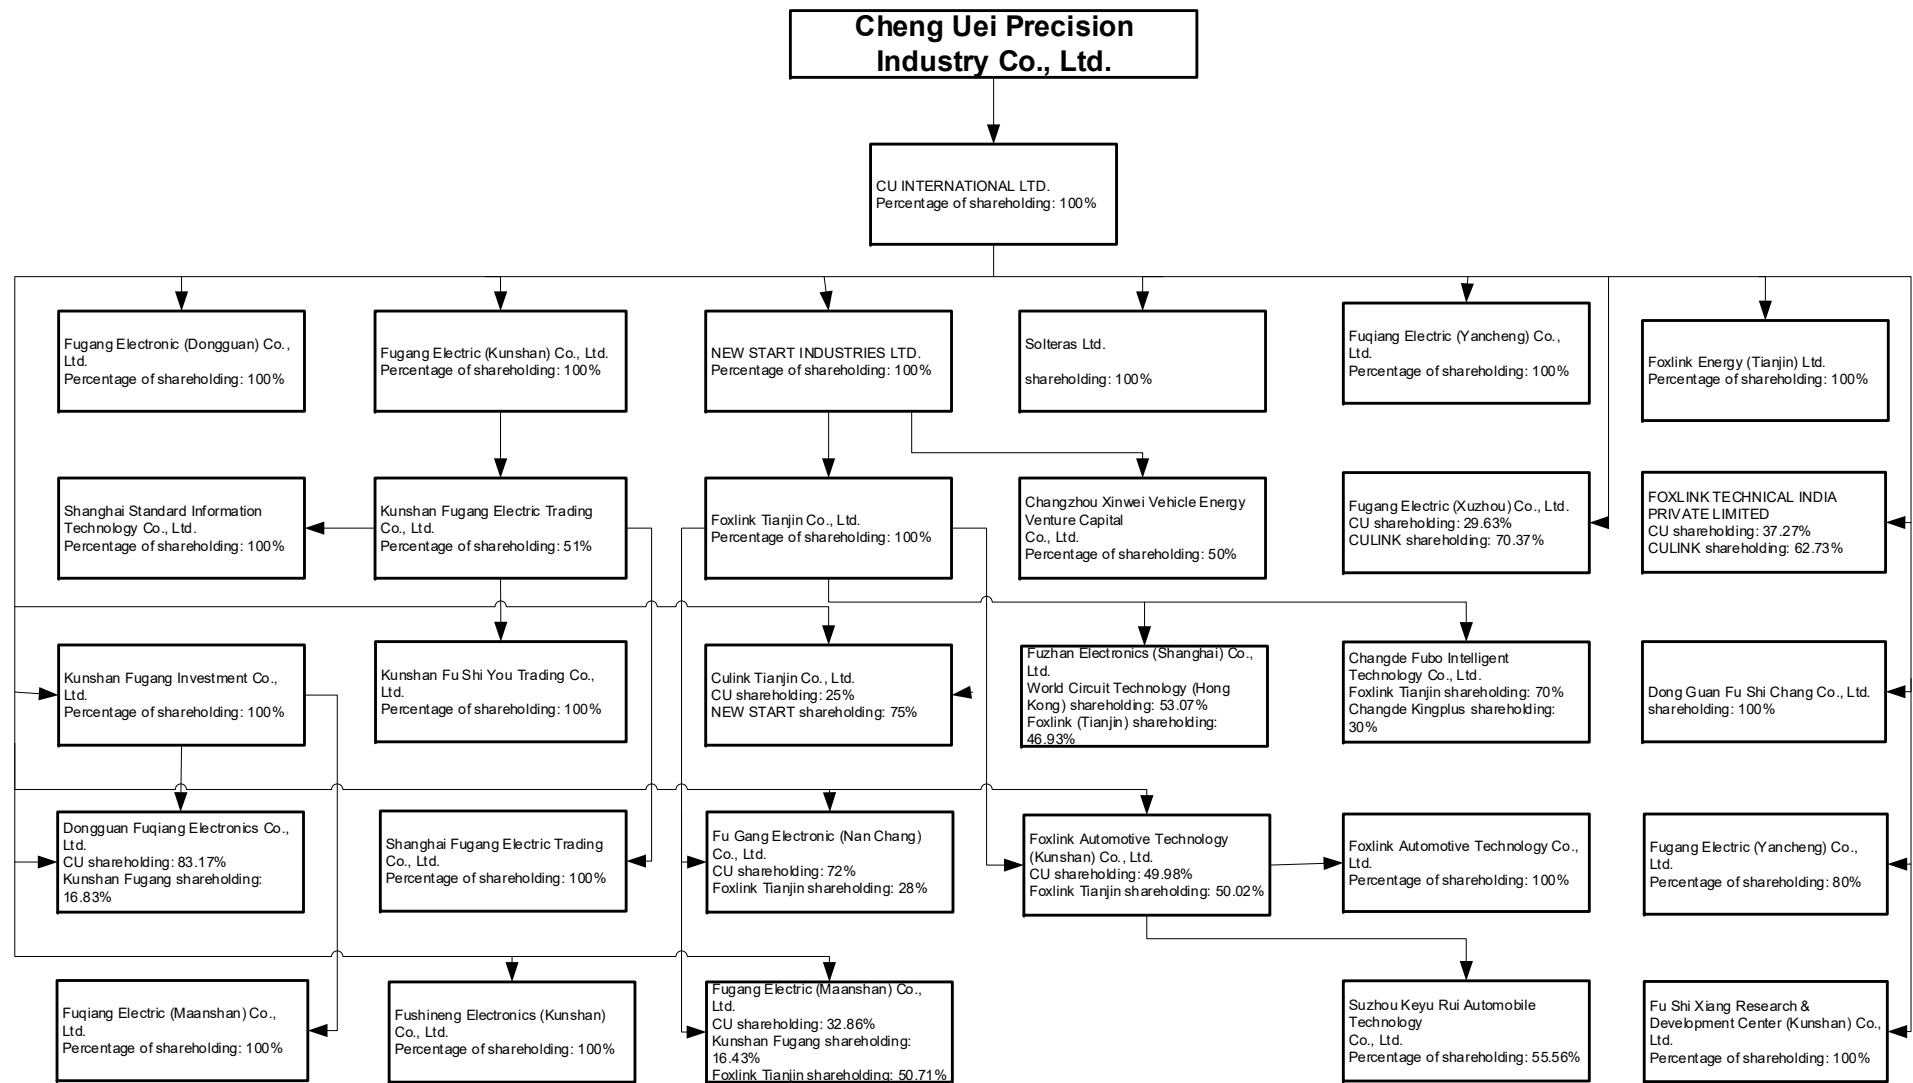 Cheng Uei Precision
Industry Co., Ltd.
CU INTERNATIONAL LTD.
Percentage of shareholding: 100%
Fugang Electronic (Dongguan) Co.,
Ltd.
Percentage of shareholding: 100%
Fugang Electric (Kunshan) Co., Ltd.
Percentage of shareholding: 100%
NEW START INDUSTRIES LTD.
Percentage of shareholding: 100%
Solteras Ltd.
shareholding: 100%
Fuqiang Electric (Yancheng) Co.,
Ltd.
Percentage of shareholding: 100%
Foxlink Energy (Tianjin) Ltd.
Percentage of shareholding: 100%
Shanghai Standard Information
Technology Co., Ltd.
Percentage of shareholding: 100%
Kunshan Fugang Electric Trading
Co., Ltd.
Percentage of shareholding: 51%
Foxlink Tianjin Co., Ltd.
Percentage of shareholding: 100%
Changzhou Xinwei Vehicle Energy
Venture Capital
Co., Ltd.
Percentage of shareholding: 50%
Fugang Electric (Xuzhou) Co., Ltd.
CU shareholding: 29.63%
CULINK shareholding: 70.37%
FOXLINK TECHNICAL INDIA
PRIVATE LIMITED
CU shareholding: 37.27%
CULINK shareholding: 62.73%
Kunshan Fugang Investment Co.,
Ltd.
Percentage of shareholding: 100%
Kunshan Fu Shi You Trading Co.,
Ltd.
Percentage of shareholding: 100%
Culink Tianjin Co., Ltd.
CU shareholding: 25%
NEW START shareholding: 75%
Fuzhan Electronics (Shanghai) Co.,
Ltd.
World Circuit Technology (Hong
Kong) shareholding: 53.07%
Foxlink (Tianjin) shareholding:
46.93%
Changde Fubo Intelligent
Technology Co., Ltd.
Foxlink Tianjin shareholding: 70%
Changde Kingplus shareholding:
30%
Dong Guan Fu Shi Chang Co., Ltd.
shareholding: 100%
Dongguan Fuqiang Electronics Co.,
Ltd.
CU shareholding: 83.17%
Kunshan Fugang shareholding:
16.83%
Shanghai Fugang Electric Trading
Co., Ltd.
Percentage of shareholding: 100%
Fu Gang Electronic (Nan Chang)
Co., Ltd.
CU shareholding: 72%
Foxlink Tianjin shareholding: 28%
Foxlink Automotive Technology
(Kunshan) Co., Ltd.
CU shareholding: 49.98%
Foxlink Tianjin shareholding: 50.02%
Foxlink Automotive Technology Co.,
Ltd.
Percentage of shareholding: 100%
Fugang Electric (Yancheng) Co.,
Ltd.
Percentage of shareholding: 80%
Fuqiang Electric (Maanshan) Co.,
Ltd.
Percentage of shareholding: 100%
Fushineng Electronics (Kunshan)
Co., Ltd.
Percentage of shareholding: 100%
Fugang Electric (Maanshan) Co.,
Ltd.
CU shareholding: 32.86%
Kunshan Fugang shareholding:
16.43%
Foxlink Tianjin shareholding: 50.71%
Suzhou Keyu Rui Automobile
Technology
Co., Ltd.
Percentage of shareholding: 55.56%
Fu Shi Xiang Research &
Development Center (Kunshan) Co.,
Ltd.
Percentage of shareholding: 100%